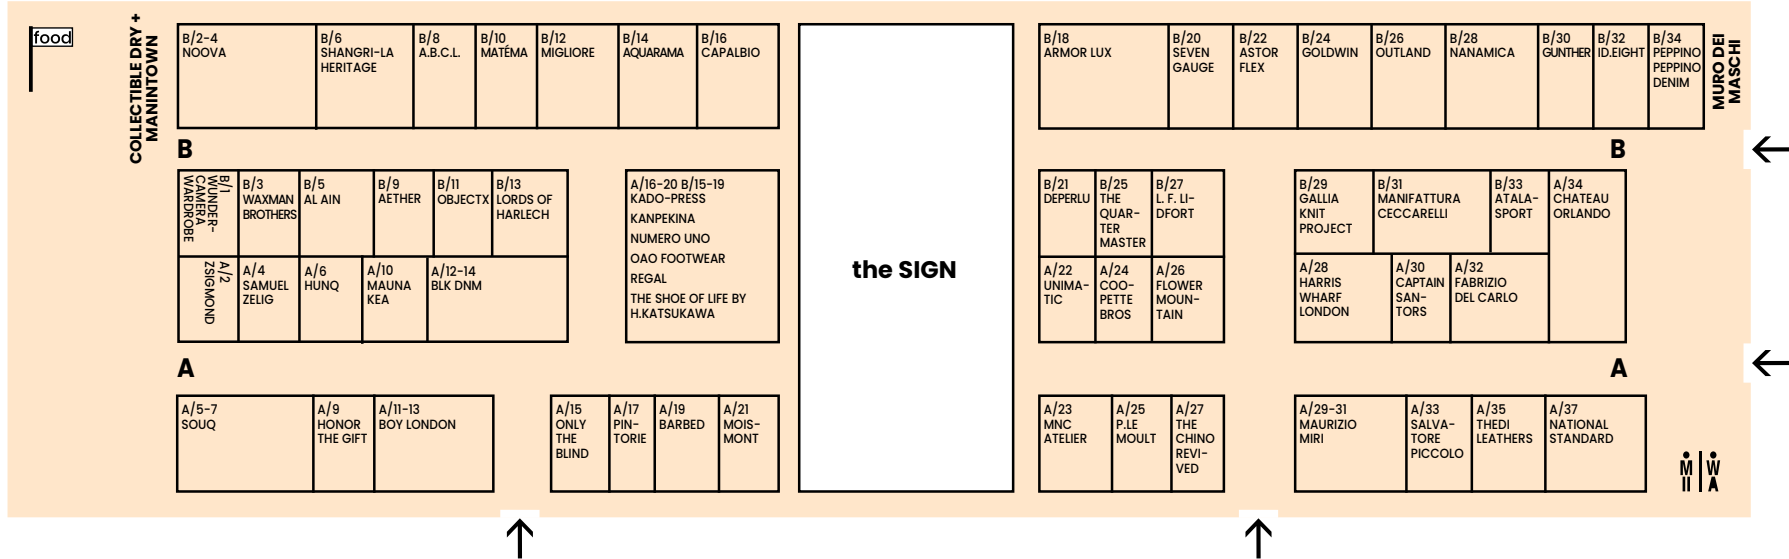 food
COLLECTIBLE DRY +
MANINTOWN
B/2-4
NOOVA
B/6
SHANGRI-LA
HERITAGE
B/8
A.B.C.L.
B/10
MATÉMA
B/12
MIGLIORE
B/14
AQUARAMA
B/16
CAPALBIO
B/18
ARMOR LUX
B/20
SEVEN
GAUGE
B/22
ASTOR
FLEX
B/24
GOLDWIN
B/26
OUTLAND
B/28
NANAMICA
B/30
GUNTHER
B/32
ID.EIGHT
B/34
PEPPINO
PEPPINO
DENIM
MURO DEI
MASCHI
B
B
B/1
WUNDER-
CAMERA
WARDROBE
B/3
WAXMAN
BROTHERS
B/5
AL AIN
B/9
AETHER
B/11
OBJECTX
B/13
LORDS OF
HARLECH
A/16-20 B/15-19
KADO-PRESS
KANPEKINA
NUMERO UNO
OAO FOOTWEAR
REGAL
THE SHOE OF LIFE BY
H.KATSUKAWA
the SIGN
B/21
DEPERLU
B/25
THE
QUAR-
TER
MASTER
B/27
L. F. LI-
DFORT
B/29
GALLIA
KNIT
PROJECT
B/31
MANIFATTURA
CECCARELLI
B/33
ATALA-
SPORT
A/34
CHATEAU
ORLANDO
A/2
ZSIGMOND
A/4
SAMUEL
ZELIG
A/6
HUNQ
A/10
MAUNA
KEA
A/12-14
BLK DNM
A/22
UNIMA-
TIC
A/24
COO-
PETTE
BROS
A/26
FLOWER
MOUN-
TAIN
A/28
HARRIS
WHARF
LONDON
A/30
CAPTAIN
SAN-
TORS
A/32
FABRIZIO
DEL CARLO
A
A
A/5-7
SOUQ
A/9
HONOR
THE GIFT
A/11-13
BOY LONDON
A/15
ONLY
THE
BLIND
A/17
PIN-
TORIE
A/19
BARBED
A/21
MOIS-
MONT
A/23
MNC
ATELIER
A/25
P.LE
MOULT
A/27
THE
CHINO
REVI-
VED
A/29-31
MAURIZIO
MIRI
A/33
SALVA-
TORE
PICCOLO
A/35
THEDI
LEATHERS
A/37
NATIONAL
STANDARD
M W